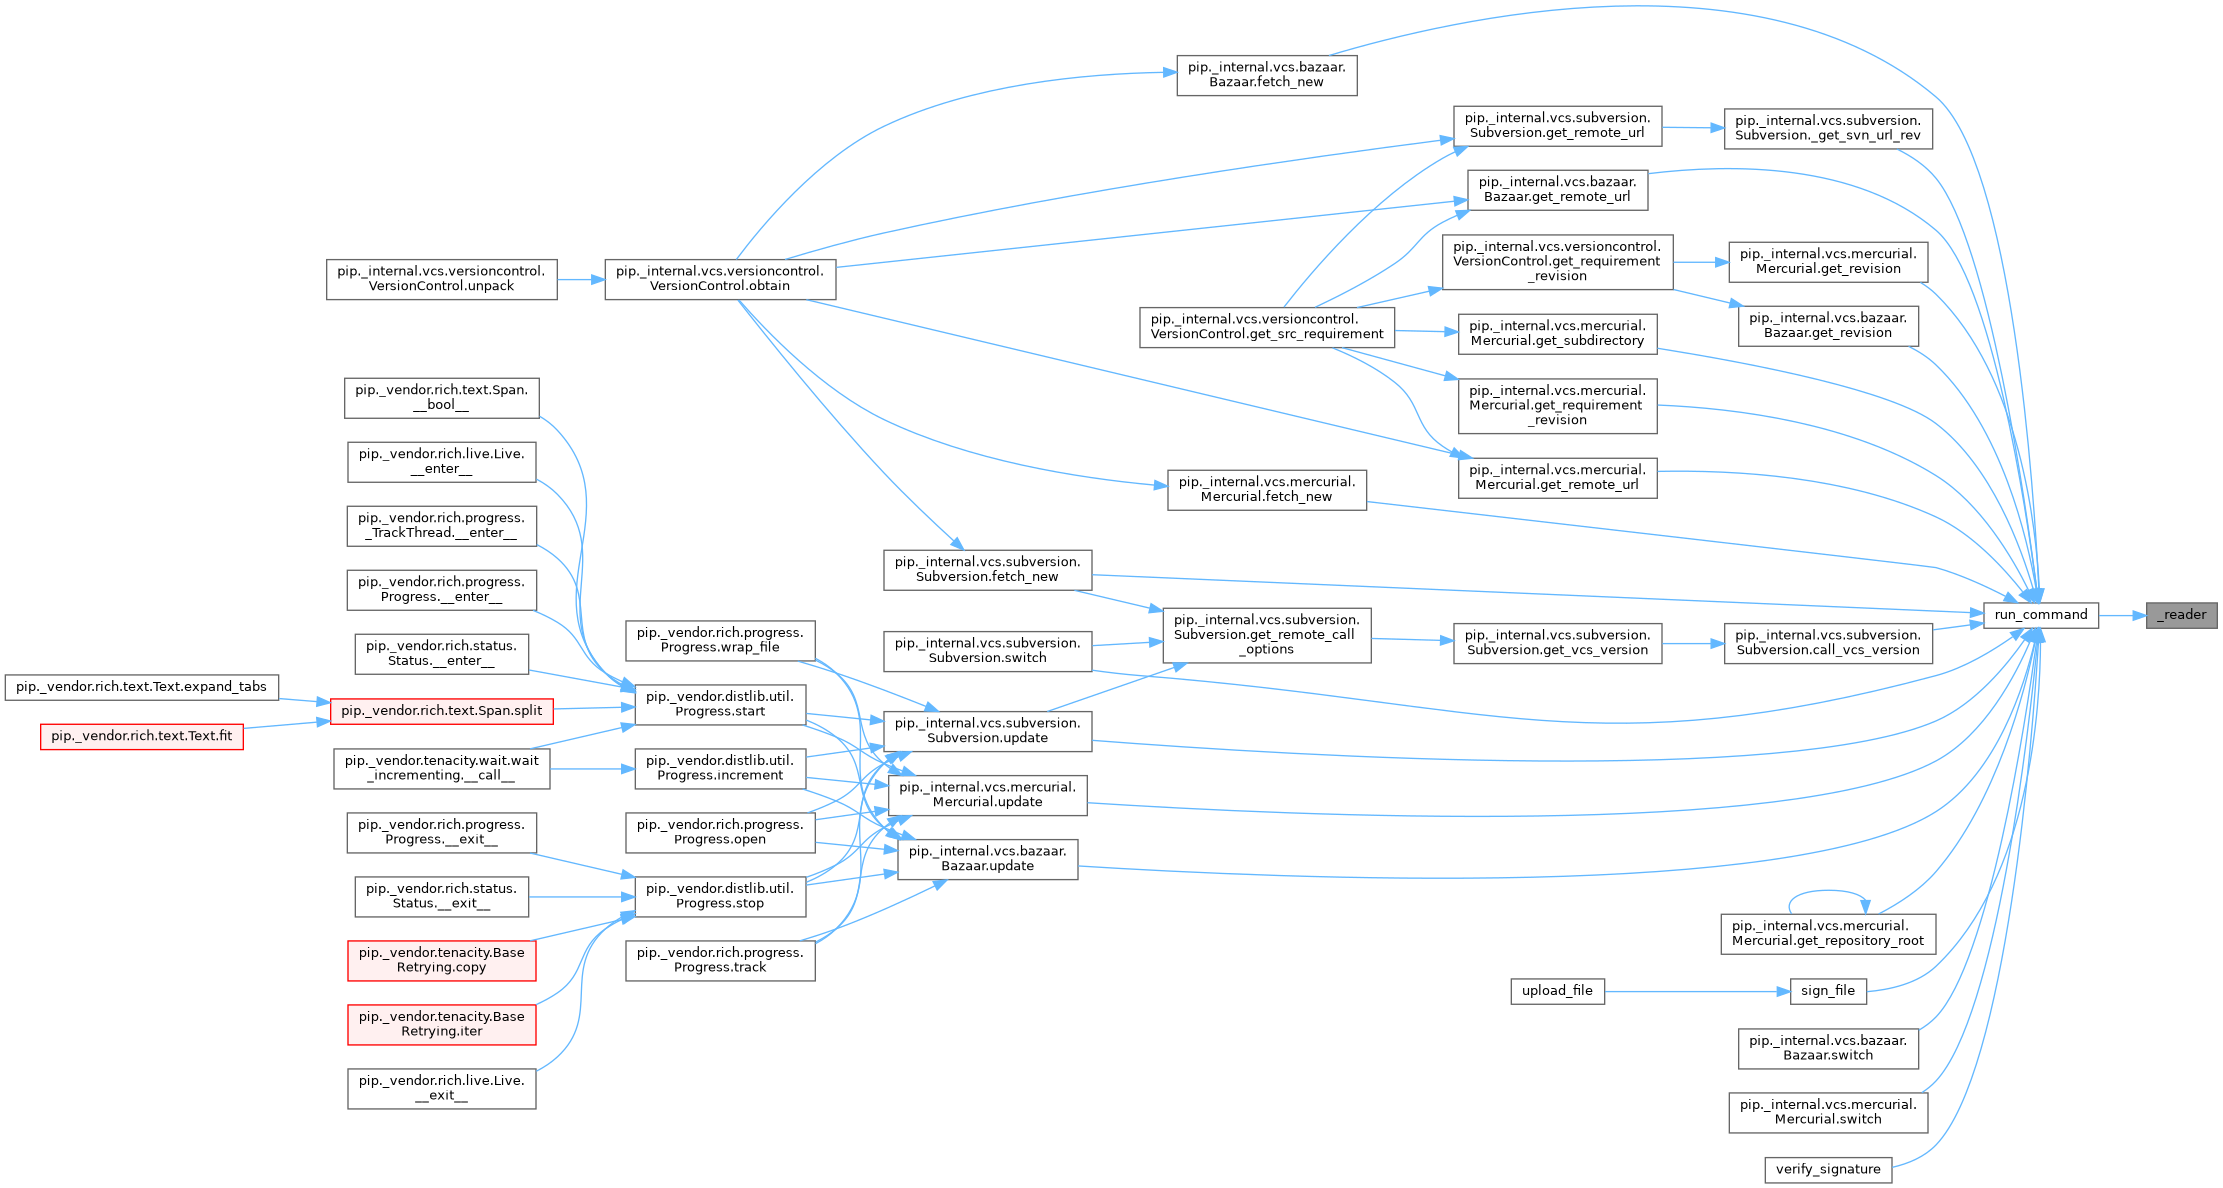 pip._internal.vcs.bazaar.
Bazaar.fetch_new
pip._internal.vcs.subversion.
Subversion.get_remote_url
pip._internal.vcs.subversion.
Subversion._get_svn_url_rev
pip._internal.vcs.bazaar.
Bazaar.get_remote_url
pip._internal.vcs.versioncontrol.
VersionControl.get_requirement
_revision
pip._internal.vcs.mercurial.
Mercurial.get_revision
pip._internal.vcs.versioncontrol.
VersionControl.unpack
pip._internal.vcs.versioncontrol.
VersionControl.obtain
pip._internal.vcs.versioncontrol.
VersionControl.get_src_requirement
pip._internal.vcs.mercurial.
Mercurial.get_subdirectory
pip._internal.vcs.bazaar.
Bazaar.get_revision
pip._vendor.rich.text.Span.
__bool__
pip._internal.vcs.mercurial.
Mercurial.get_requirement
_revision
pip._vendor.rich.live.Live.
__enter__
pip._internal.vcs.mercurial.
Mercurial.fetch_new
pip._internal.vcs.mercurial.
Mercurial.get_remote_url
pip._vendor.rich.progress.
_TrackThread.__enter__
pip._vendor.rich.progress.
Progress.__enter__
pip._internal.vcs.subversion.
Subversion.fetch_new
run_command
_reader
pip._vendor.rich.status.
Status.__enter__
pip._vendor.rich.progress.
Progress.wrap_file
pip._internal.vcs.subversion.
Subversion.switch
pip._internal.vcs.subversion.
Subversion.get_remote_call
_options
pip._internal.vcs.subversion.
Subversion.get_vcs_version
pip._internal.vcs.subversion.
Subversion.call_vcs_version
pip._vendor.rich.text.Text.expand_tabs
pip._vendor.rich.text.Span.split
pip._vendor.distlib.util.
Progress.start
pip._vendor.rich.text.Text.fit
pip._internal.vcs.subversion.
Subversion.update
pip._vendor.tenacity.wait.wait
_incrementing.__call__
pip._vendor.distlib.util.
Progress.increment
pip._internal.vcs.mercurial.
Mercurial.update
pip._vendor.rich.progress.
Progress.__exit__
pip._vendor.rich.progress.
Progress.open
pip._internal.vcs.bazaar.
Bazaar.update
pip._vendor.rich.status.
Status.__exit__
pip._vendor.distlib.util.
Progress.stop
pip._internal.vcs.mercurial.
Mercurial.get_repository_root
pip._vendor.tenacity.Base
Retrying.copy
pip._vendor.rich.progress.
Progress.track
upload_file
sign_file
pip._vendor.tenacity.Base
Retrying.iter
pip._internal.vcs.bazaar.
Bazaar.switch
pip._vendor.rich.live.Live.
__exit__
pip._internal.vcs.mercurial.
Mercurial.switch
verify_signature